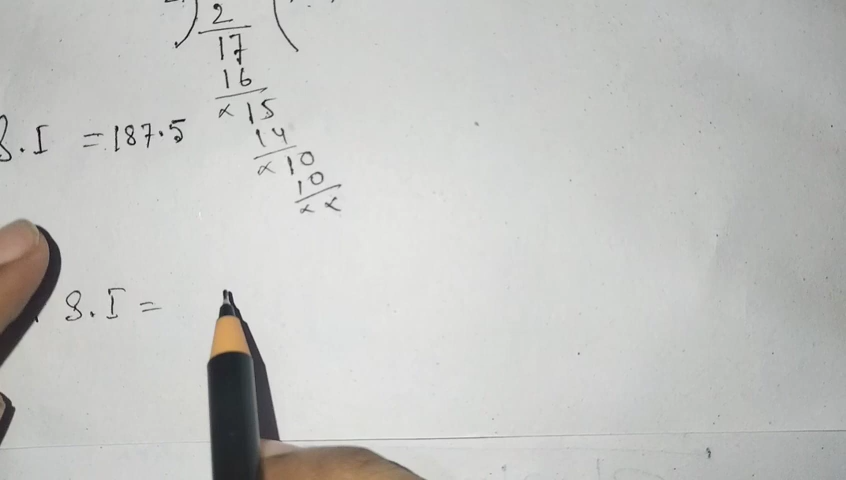 ) 2 (
17
16
× 15
14
× 10
10
× ×
S.I = 187.5
S.I =